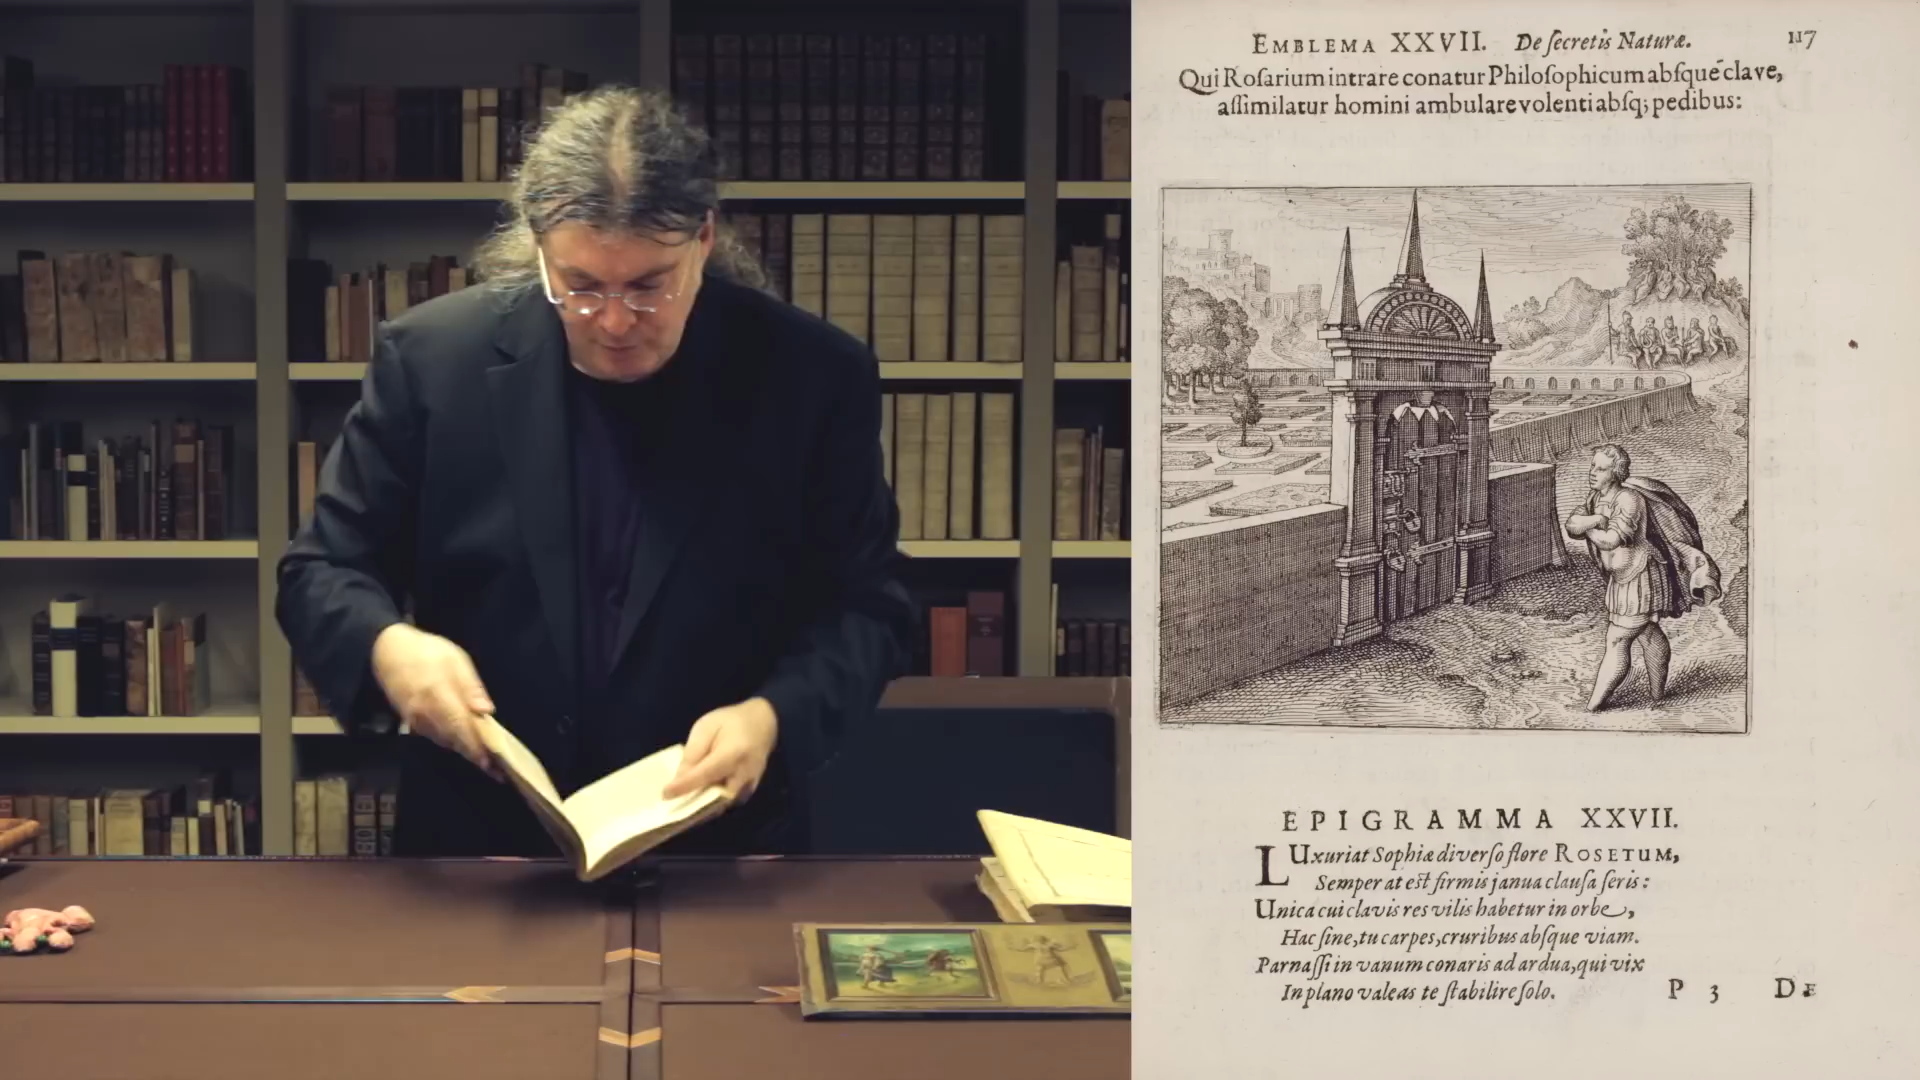 EMBLEMA XXVII. De ſecretis Naturæ. 117
Qui Roſarium intrare conatur Philoſophicum abſque clave,
aſſimilatur homini ambulare volenti abſq; pedibus:
EPIGRAMMA XXVII.
LUxuriat Sophiæ diverſo flore ROSETUM,
Semper at eſt firmis janua clauſa ſeris:
Unica cui clavis res vilis habetur in orbe,
Hac ſine, tu carpes, cruribus abſque viam.
Parnaſſi in vanum conaris ad ardua, qui vix
In plano valeas te ſtabilire ſolo.
P 3 DE